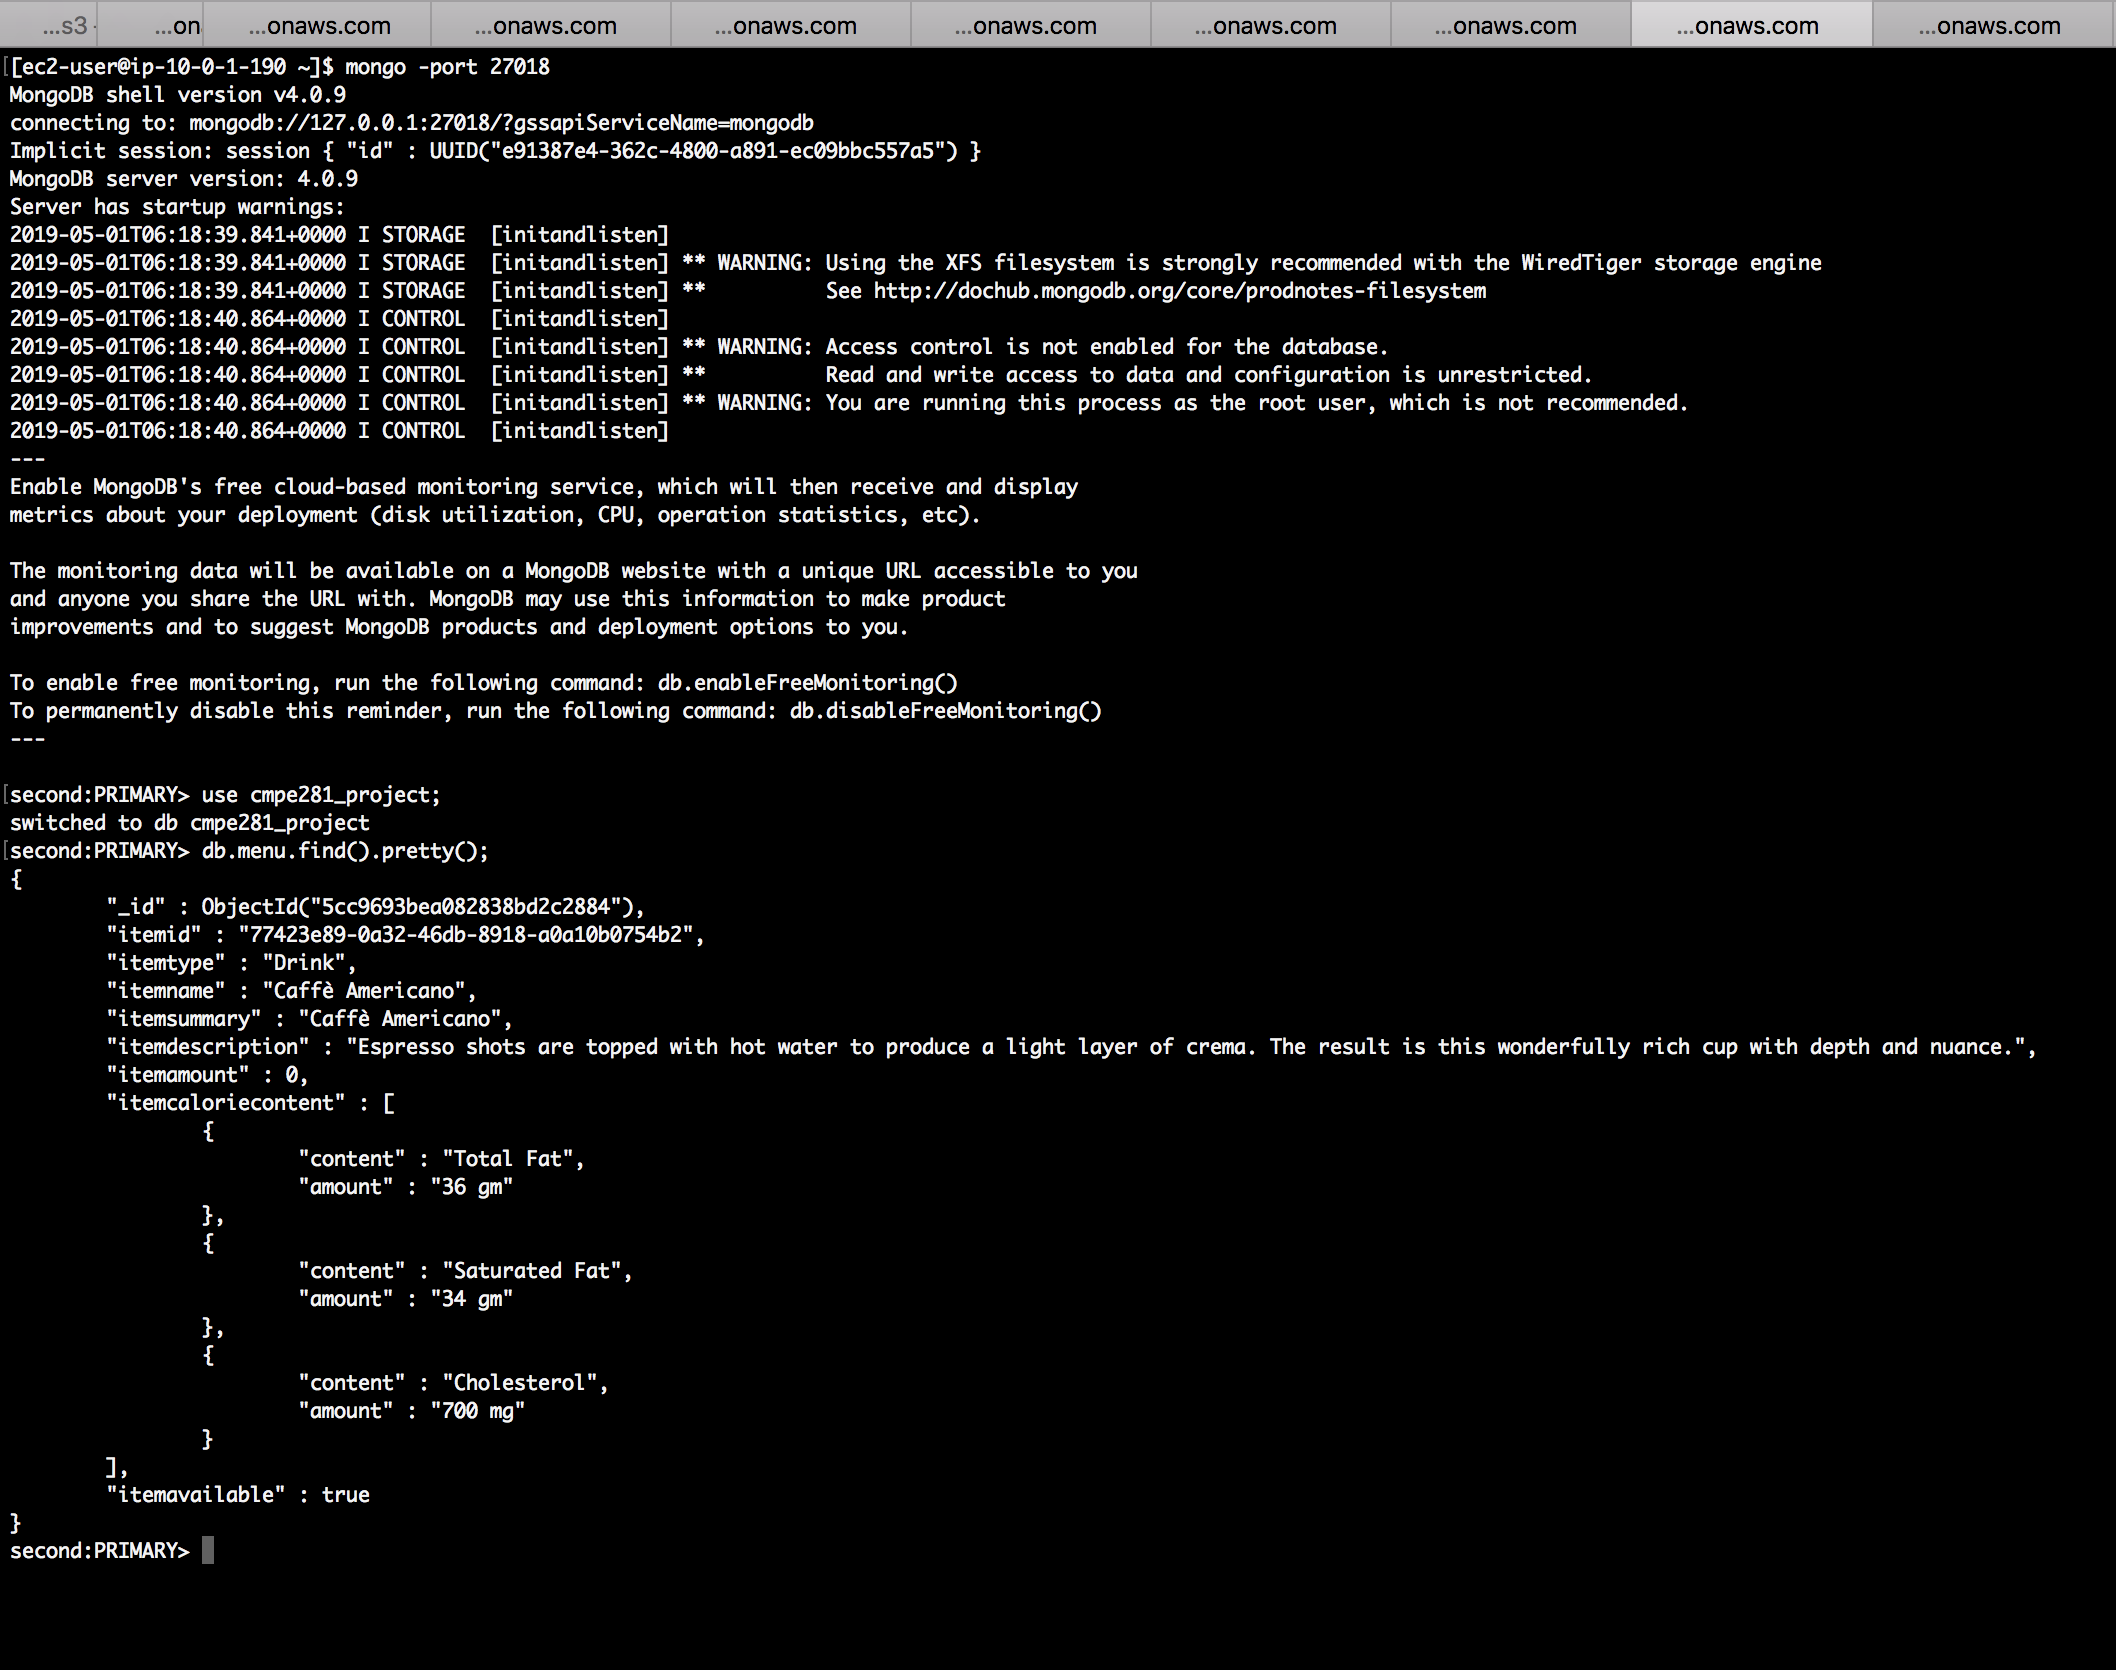 ...s3
...on
...onaws.com
...onaws.com
...onaws.com
...onaws.com
...onaws.com
...onaws.com
...onaws.com
...onaws.com
[[ec2-user@ip-10-0-1-190 ~]$ mongo -port 27018
MongoDB shell version v4.0.9
connecting to: mongodb://127.0.0.1:27018/?gssapiServiceName=mongodb
Implicit session: session { "id" : UUID("e91387e4-362c-4800-a891-ec09bbc557a5") }
MongoDB server version: 4.0.9
Server has startup warnings:
2019-05-01T06:18:39.841+0000 I STORAGE  [initandlisten]
2019-05-01T06:18:39.841+0000 I STORAGE  [initandlisten] ** WARNING: Using the XFS filesystem is strongly recommended with the WiredTiger storage engine
2019-05-01T06:18:39.841+0000 I STORAGE  [initandlisten] **          See http://dochub.mongodb.org/core/prodnotes-filesystem
2019-05-01T06:18:40.864+0000 I CONTROL  [initandlisten]
2019-05-01T06:18:40.864+0000 I CONTROL  [initandlisten] ** WARNING: Access control is not enabled for the database.
2019-05-01T06:18:40.864+0000 I CONTROL  [initandlisten] **          Read and write access to data and configuration is unrestricted.
2019-05-01T06:18:40.864+0000 I CONTROL  [initandlisten] ** WARNING: You are running this process as the root user, which is not recommended.
2019-05-01T06:18:40.864+0000 I CONTROL  [initandlisten]
---
Enable MongoDB's free cloud-based monitoring service, which will then receive and display
metrics about your deployment (disk utilization, CPU, operation statistics, etc).
The monitoring data will be available on a MongoDB website with a unique URL accessible to you
and anyone you share the URL with. MongoDB may use this information to make product
improvements and to suggest MongoDB products and deployment options to you.
To enable free monitoring, run the following command: db.enableFreeMonitoring()
To permanently disable this reminder, run the following command: db.disableFreeMonitoring()
---
[second:PRIMARY> use cmpe281_project;
switched to db cmpe281_project
[second:PRIMARY> db.menu.find().pretty();
{
        "_id" : ObjectId("5cc9693bea082838bd2c2884"),
        "itemid" : "77423e89-0a32-46db-8918-a0a10b0754b2",
        "itemtype" : "Drink",
        "itemname" : "Caffè Americano",
        "itemsummary" : "Caffè Americano",
        "itemdescription" : "Espresso shots are topped with hot water to produce a light layer of crema. The result is this wonderfully rich cup with depth and nuance.",
        "itemamount" : 0,
        "itemcaloriecontent" : [
                {
                        "content" : "Total Fat",
                        "amount" : "36 gm"
                },
                {
                        "content" : "Saturated Fat",
                        "amount" : "34 gm"
                },
                {
                        "content" : "Cholesterol",
                        "amount" : "700 mg"
                }
        ],
        "itemavailable" : true
}
second:PRIMARY>